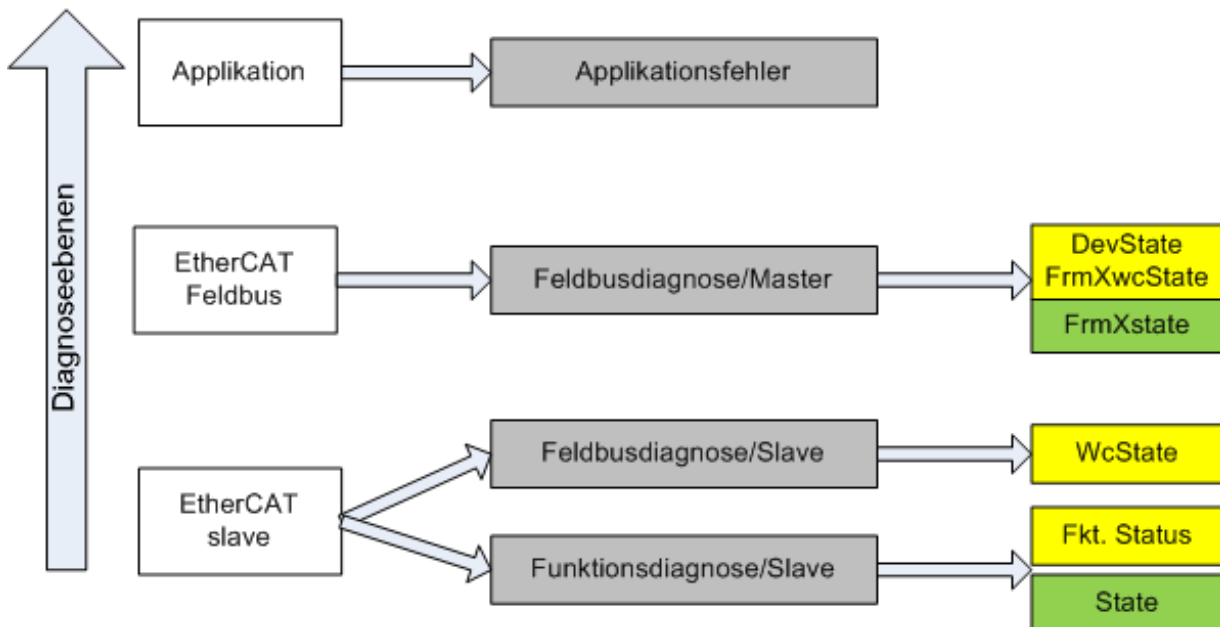 Diagnoseebenen
Applikation
Applikationsfehler
EtherCAT
Feldbus
Feldbusdiagnose/Master
DevState
FrmXwcState
FrmXstate
EtherCAT
slave
Feldbusdiagnose/Slave
WcState
Funktionsdiagnose/Slave
Fkt. Status
State